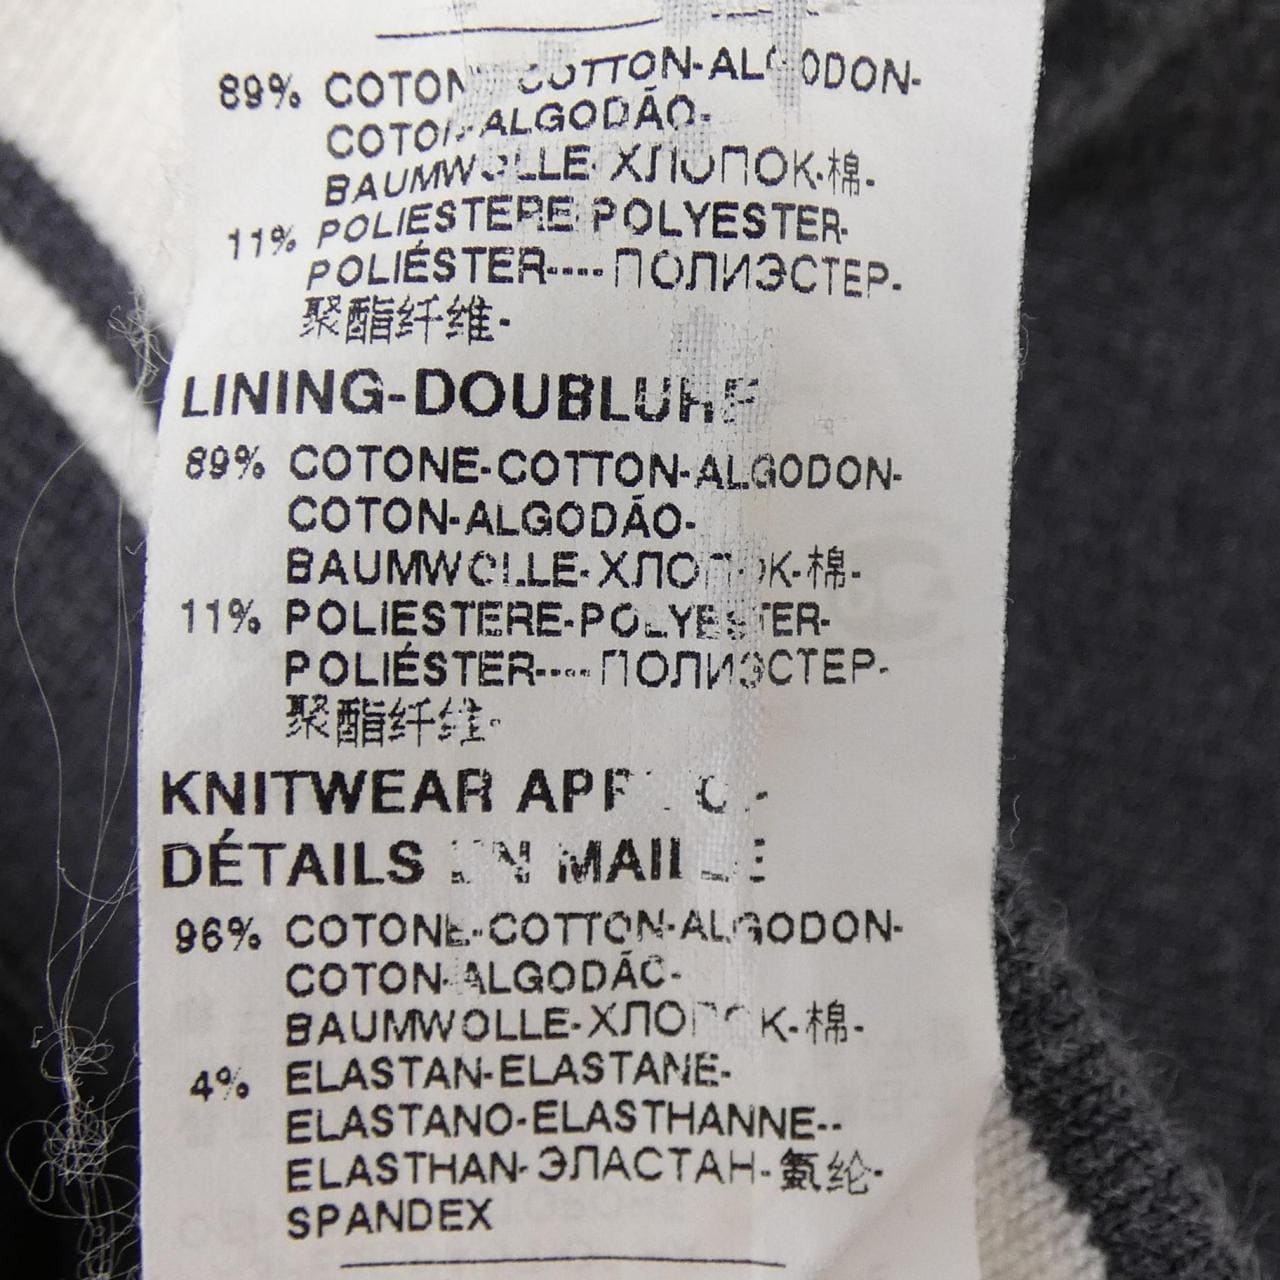 89% COTON COTTON-ALGODON-
COTON-ALGODÃO-
BAUMWOLLE-ХЛОПОК-棉-
11% POLIESTERE-POLYESTER-
POLIÉSTER----ПОЛИЭСТЕР-
聚酯纤维-
LINING-DOUBLURE
89% COTONE-COTTON-ALGODON-
COTON-ALGODÃO-
BAUMWOLLE-ХЛОПОК-棉-
11% POLIESTERE-POLYESTER-
POLIÉSTER----ПОЛИЭСТЕР-
聚酯纤维-
KNITWEAR
DÉTAILS EN MAILLE
96% COTONE-COTTON-ALGODON-
COTON-ALGODÃO-
BAUMWOLLE-ХЛОПОК-棉-
4% ELASTAN-ELASTANE-
ELASTANO-ELASTHANNE--
ELASTHAN-ЭЛАСТАН-氨纶-
SPANDEX